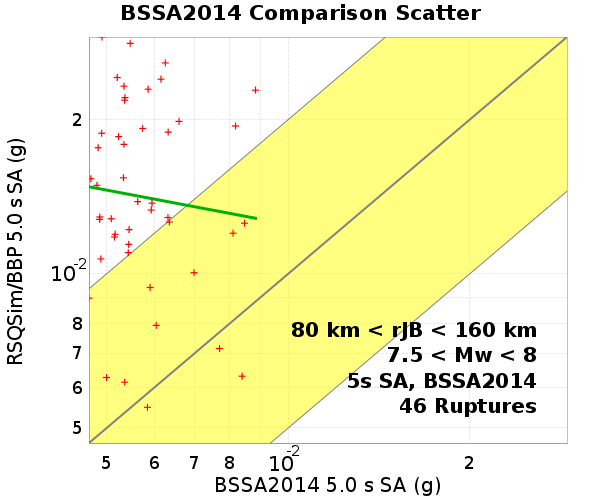 BSSA2014 Comparison Scatter
RSQSim/BBP 5.0 s SA (g)
2
10-2
8
7
6
5
80 km < rJB < 160 km
7.5 < Mw < 8
5s SA, BSSA2014
46 Ruptures
5 6 7 8 10-2 2
BSSA2014 5.0 s SA (g)